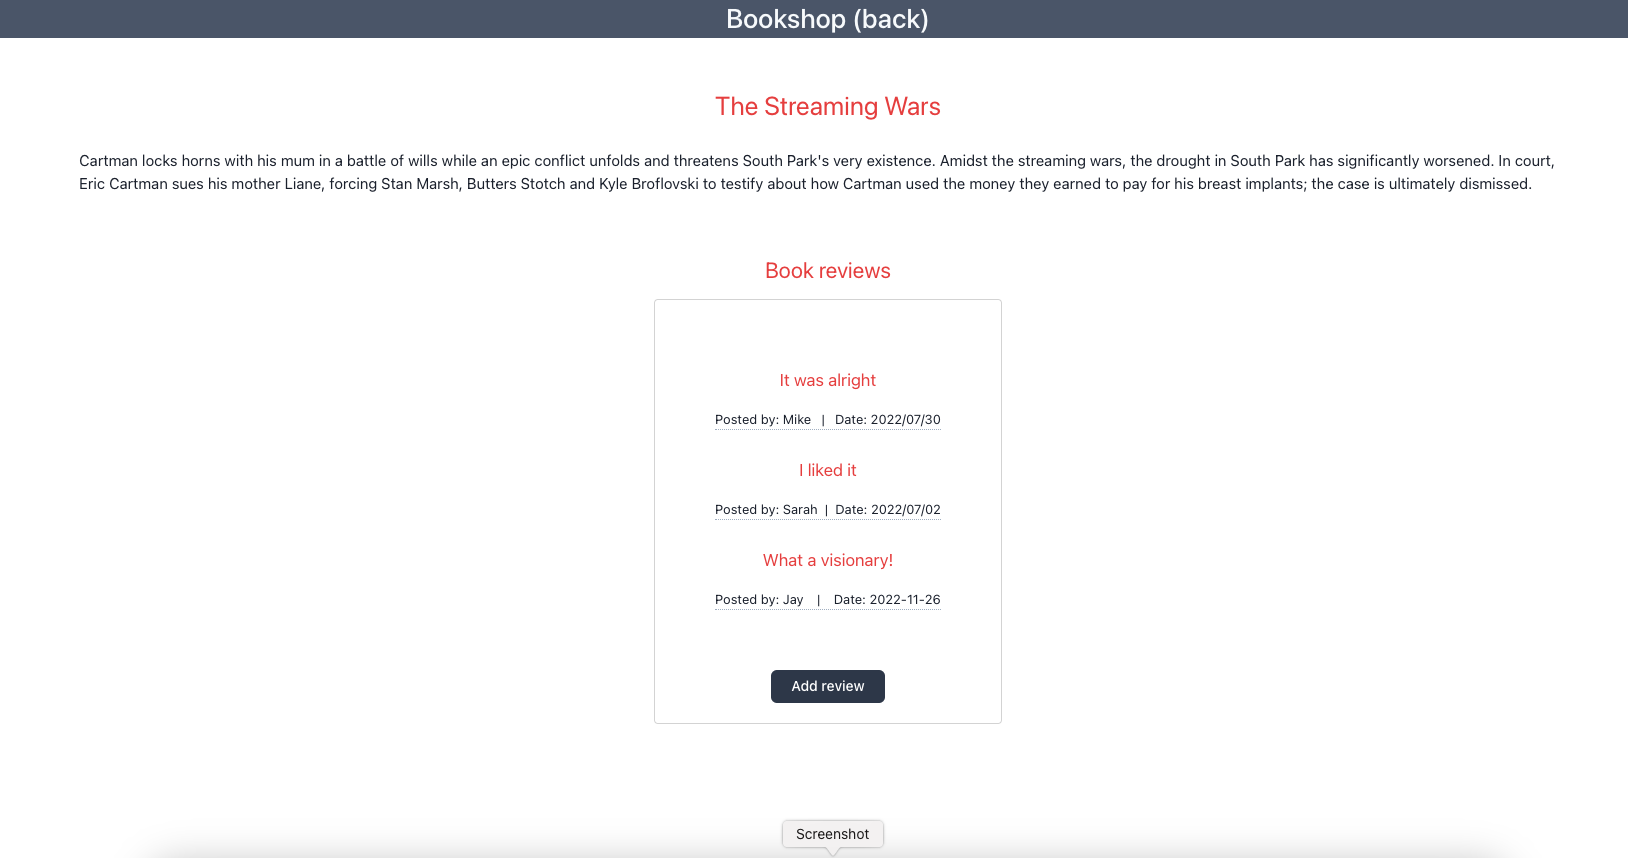 Bookshop (back)
The Streaming Wars
Cartman locks horns with his mum in a battle of wills while an epic conflict unfolds and threatens South Park's very existence. Amidst the streaming wars, the drought in South Park has significantly worsened. In court,
Eric Cartman sues his mother Liane, forcing Stan Marsh, Butters Stotch and Kyle Broflovski to testify about how Cartman used the money they earned to pay for his breast implants; the case is ultimately dismissed.
Book reviews
It was alright
Posted by: Mike | Date: 2022/07/30
I liked it
Posted by: Sarah | Date: 2022/07/02
What a visionary!
Posted by: Jay | Date: 2022-11-26
Add review
Screenshot